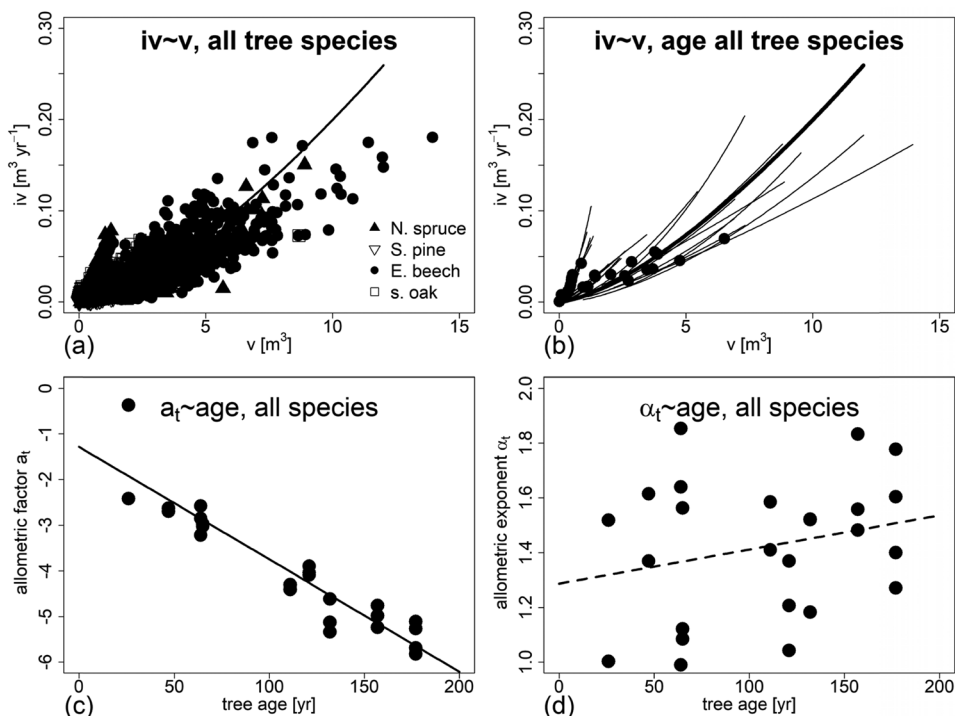 iv~v, all tree species
iv [m³ yr⁻¹]
0.30
0.20
0.10
0.00
N. spruce
S. pine
E. beech
s. oak
0 5 10 15
(a) v [m³]
iv~v, age all tree species
iv [m³ yr⁻¹]
0.30
0.20
0.10
0.00
0 5 10 15
(b) v [m³]
aₜ~age, all species
allometric factor aₜ
0
-1
-2
-3
-4
-5
-6
0 50 100 150 200
(c) tree age [yr]
αₜ~age, all species
allometric exponent αₜ
2.0
1.8
1.6
1.4
1.2
1.0
0 50 100 150 200
(d) tree age [yr]